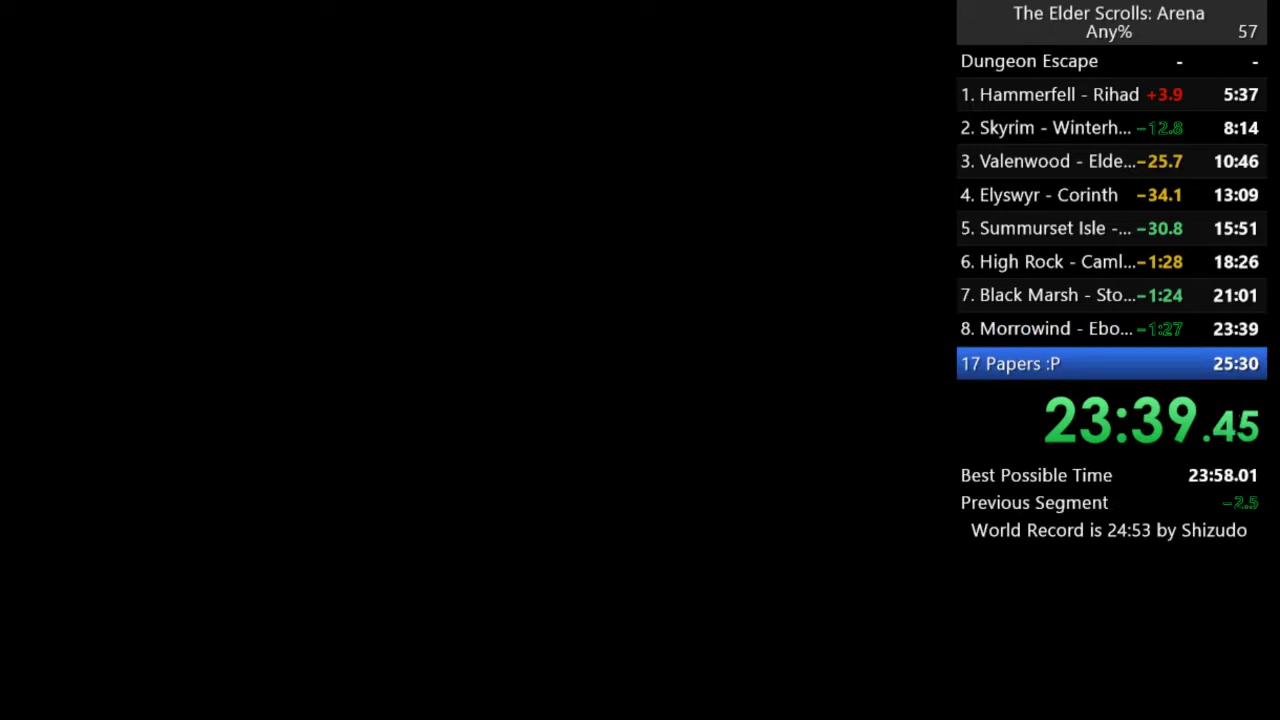 The Elder Scrolls: Arena
Any% 57
Dungeon Escape - -
1. Hammerfell - Rihad +3.9 5:37
2. Skyrim - Winterh... −12.8 8:14
3. Valenwood - Elde... −25.7 10:46
4. Elyswyr - Corinth −34.1 13:09
5. Summurset Isle -... −30.8 15:51
6. High Rock - Caml... −1:28 18:26
7. Black Marsh - Sto... −1:24 21:01
8. Morrowind - Ebo... −1:27 23:39
17 Papers :P 25:30
23:39.45
Best Possible Time 23:58.01
Previous Segment −2.5
World Record is 24:53 by Shizudo